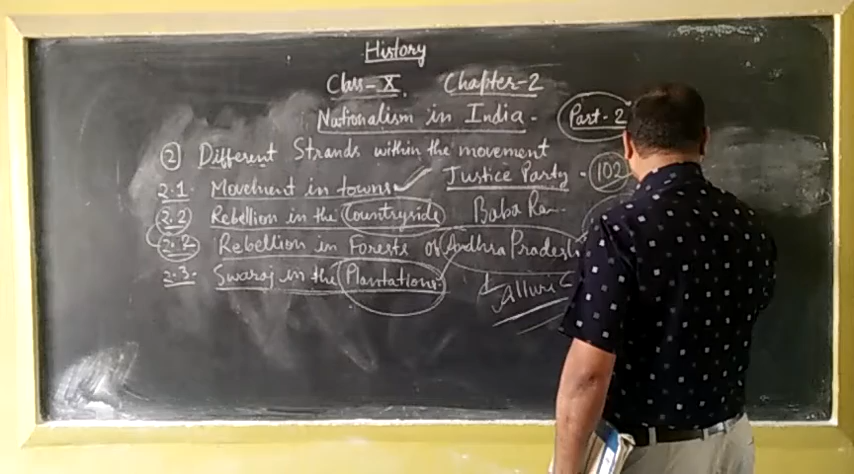 History
Class-X. Chapter-2
Nationalism in India. Part-2
2 Different Strands within the movement
2.1 Movement in towns ✓ Justice Party - 102
2.2 Rebellion in the Countryside Baba Ra
2.2 Rebellion in Forests of Andhra Pradesh
2.3. Swaraj in the Plantations. Alluri